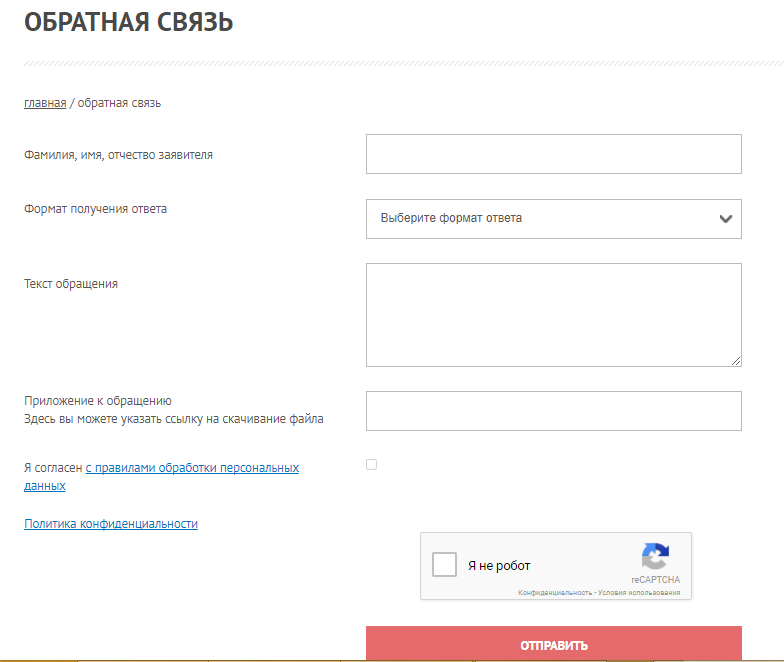 ОБРАТНАЯ СВЯЗЬ
главная / обратная связь
Фамилия, имя, отчество заявителя
Формат получения ответа
Выберите формат ответа
Текст обращения
Приложение к обращению
Здесь вы можете указать ссылку на скачивание файла
Я согласен с правилами обработки персональных
данных
Политика конфиденциальности
Я не робот
reCAPTCHA
Конфиденциальность - Условия использования
ОТПРАВИТЬ